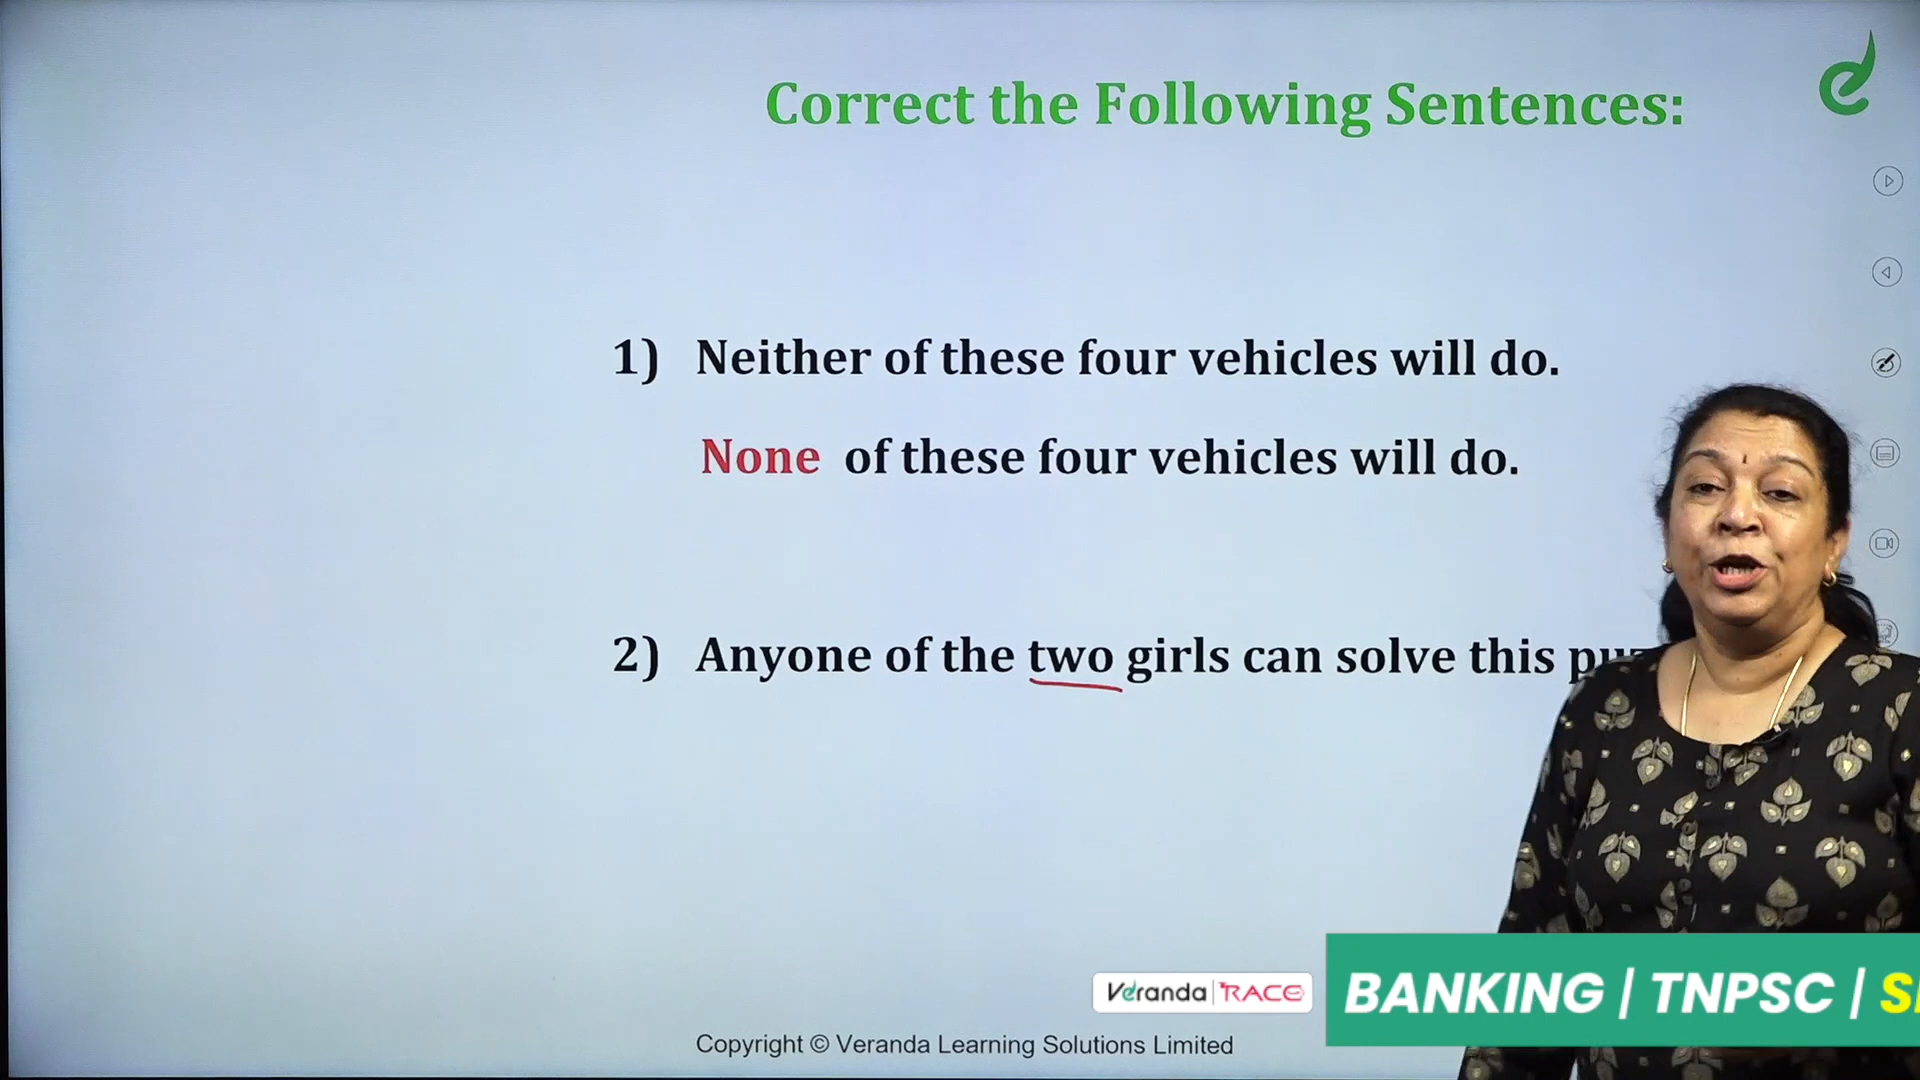 Correct the Following Sentences:
1) Neither of these four vehicles will do.
None of these four vehicles will do.
2) Anyone of the two girls can solve this
Veranda RACE
BANKING | TNPSC |
Copyright © Veranda Learning Solutions Limited